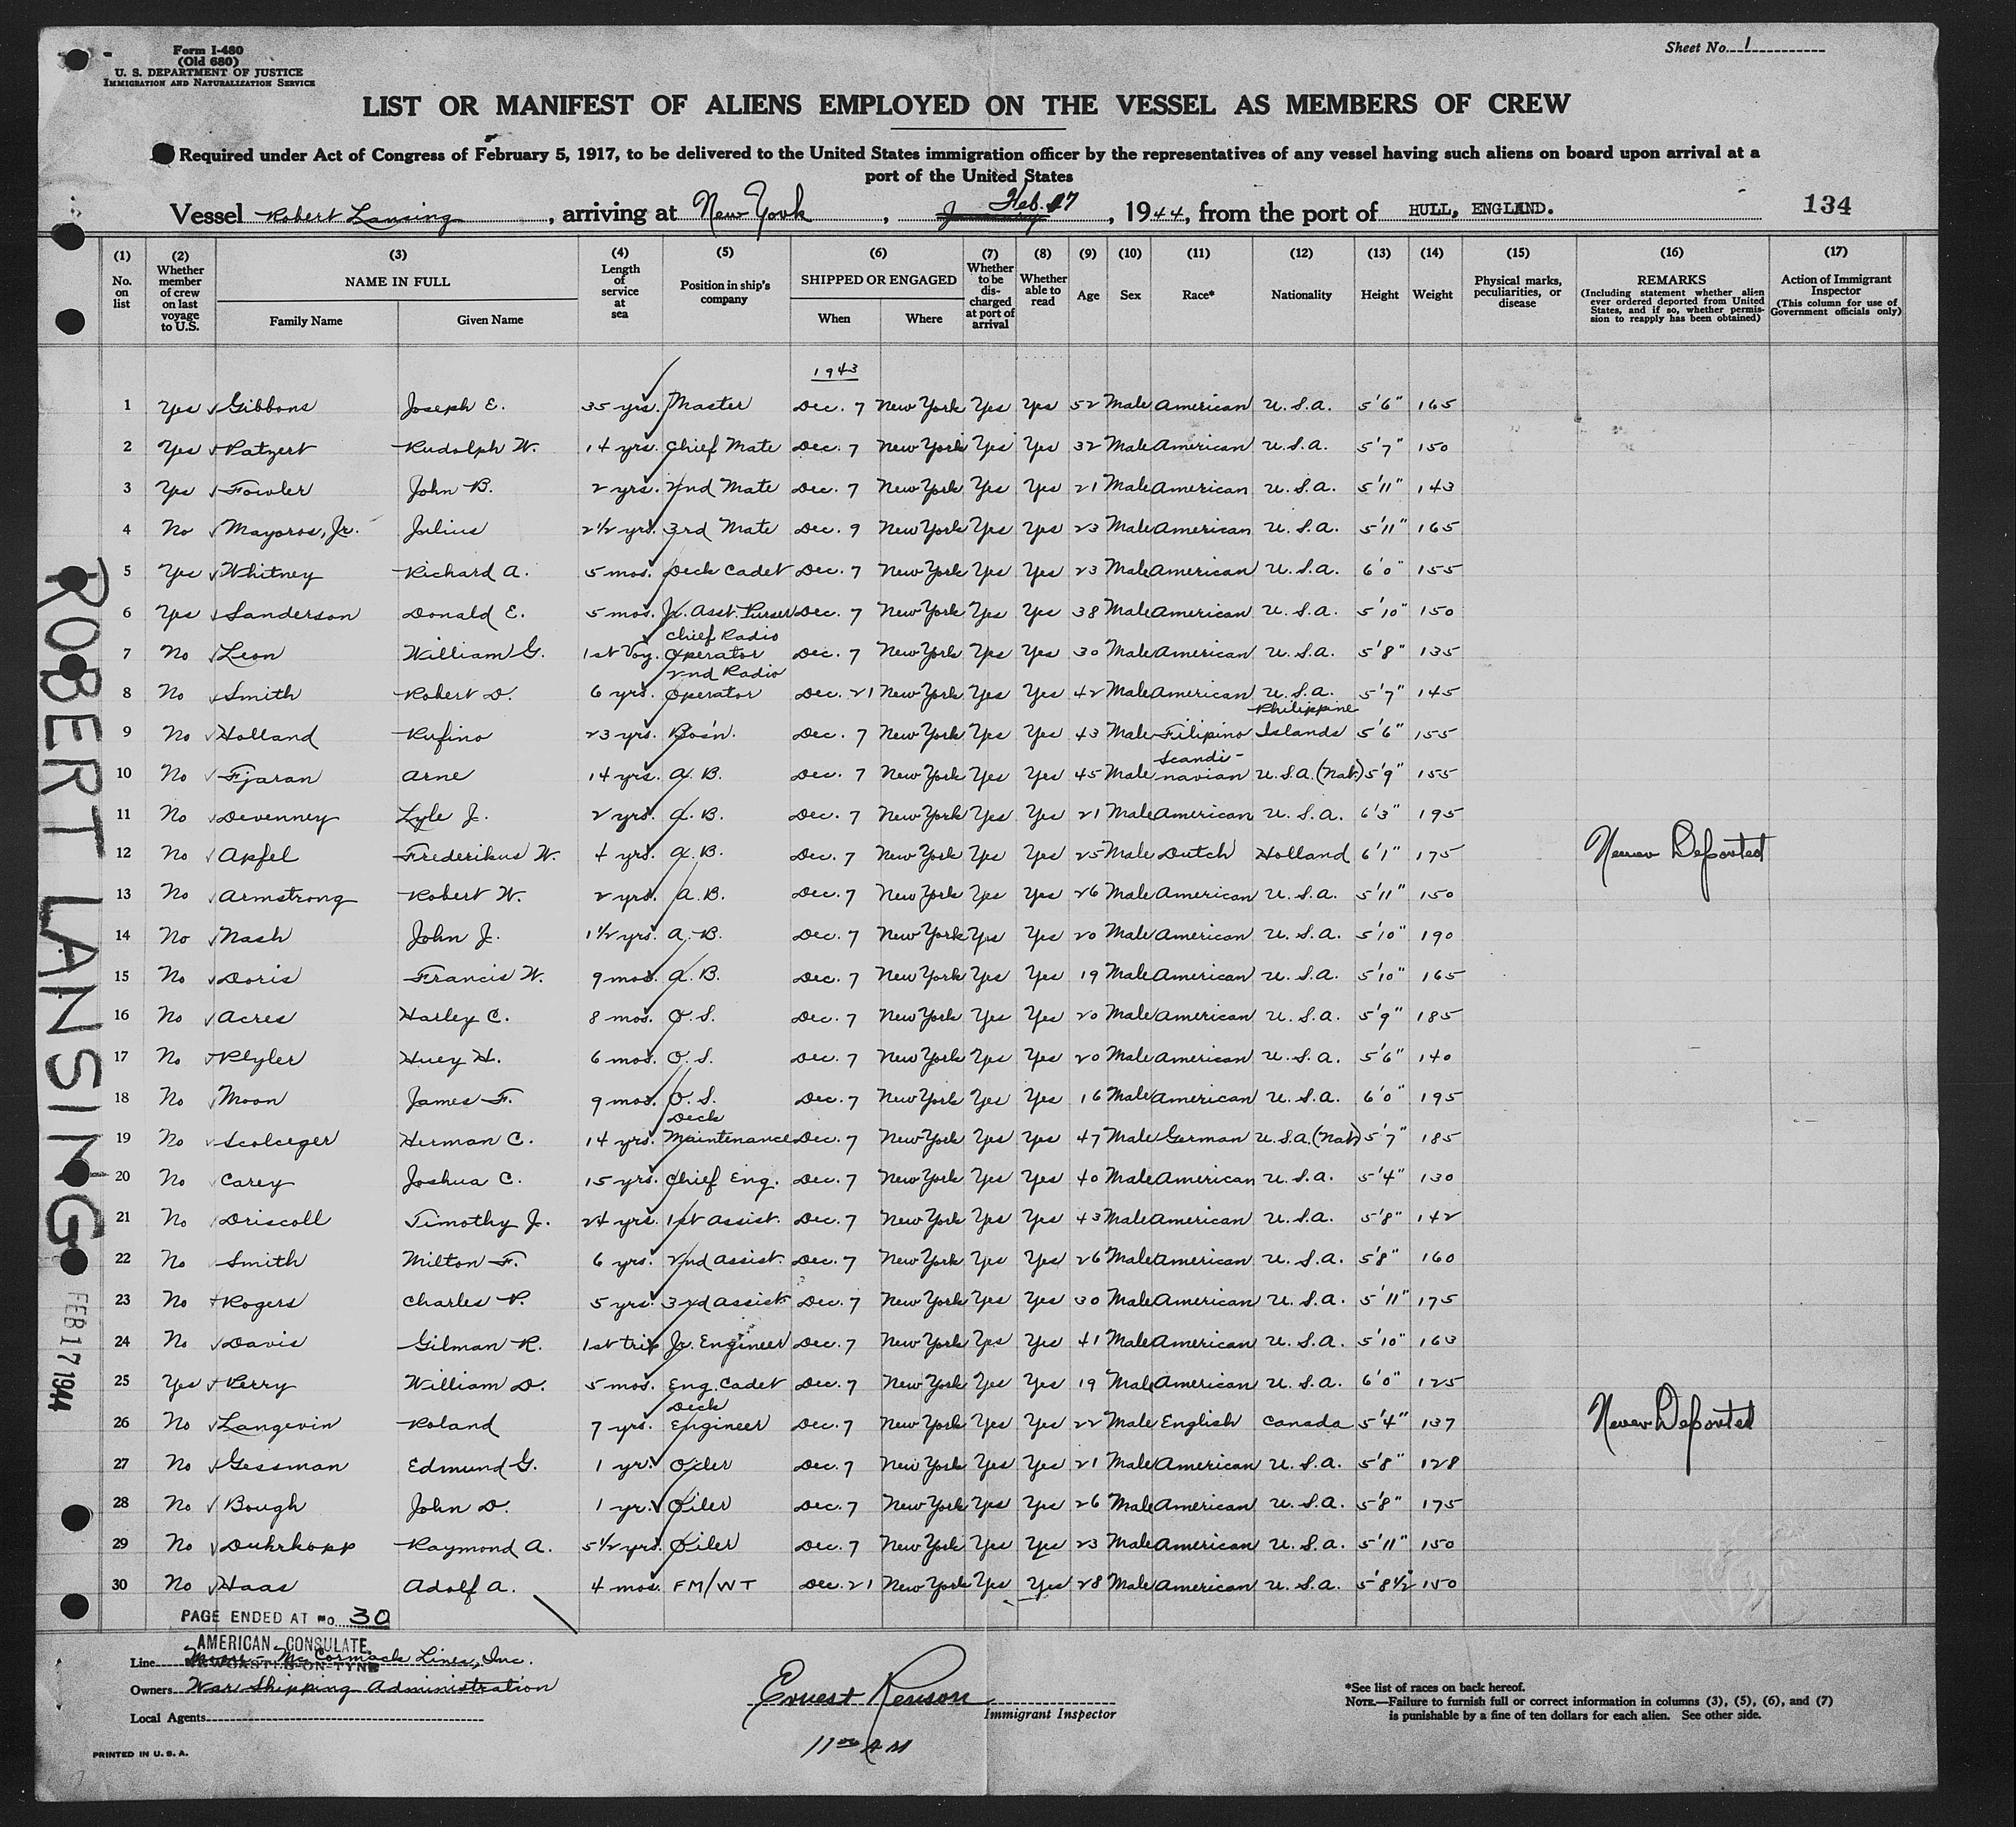 Form I-480
(Old 680)
U. S. DEPARTMENT OF JUSTICE
IMMIGRATION AND NATURALIZATION SERVICE
Sheet No. 1
LIST OR MANIFEST OF ALIENS EMPLOYED ON THE VESSEL AS MEMBERS OF CREW
Required under Act of Congress of February 5, 1917, to be delivered to the United States immigration officer by the representatives of any vessel having such aliens on board upon arrival at a
port of the United States
Vessel Robert Lansing, arriving at New York, January Feb. 17, 1944, from the port of HULL, ENGLAND. 134
(1) No. on list (2) Whether member of crew on last voyage to U.S. (3) NAME IN FULL Family Name Given Name (4) Length of service at sea (5) Position in ship's company (6) SHIPPED OR ENGAGED When Where (7) Whether to be discharged at port of arrival (8) Whether able to read (9) Age (10) Sex (11) Race* (12) Nationality (13) Height (14) Weight (15) Physical marks, peculiarities, or disease (16) REMARKS (Including statement whether alien ever ordered deported from United States, and if so, whether permission to reapply has been obtained) (17) Action of Immigrant Inspector (This column for use of Government officials only)
1943
1 Yes Gibbons Joseph E. 35 yrs. Master Dec. 7 New York Yes Yes 52 Male American U.S.A. 5'6" 165
2 Yes Patzert Rudolph W. 14 yrs. Chief Mate Dec. 7 New York Yes Yes 32 Male American U.S.A. 5'7" 150
3 Yes Fowler John B. 2 yrs. 2nd Mate Dec. 7 New York Yes Yes 21 Male American U.S.A. 5'11" 143
4 No Mayoros, Jr. Julius 2½ yrs. 3rd Mate Dec. 9 New York Yes Yes 23 Male American U.S.A. 5'11" 165
5 Yes Whitney Richard A. 5 mos. Deck Cadet Dec. 7 New York Yes Yes 23 Male American U.S.A. 6'0" 155
6 Yes Sanderson Donald E. 5 mos. Jr. Asst. Purser Dec. 7 New York Yes Yes 38 Male American U.S.A. 5'10" 150
7 No Leon William G. 1st Voy. Chief Radio Operator Dec. 7 New York Yes Yes 30 Male American U.S.A. 5'8" 135
8 No Smith Robert D. 6 yrs. 2nd Radio Operator Dec. 21 New York Yes Yes 42 Male American U.S.A. 5'7" 145
9 No Holland Rufino 23 yrs. Bos'n. Dec. 7 New York Yes Yes 43 Male Filipino Philippine Islands 5'6" 155
10 No Fjaran Arne 14 yrs. A.B. Dec. 7 New York Yes Yes 45 Male Scandi-navian U.S.A. (Nat.) 5'9" 155
11 No Devenney Lyle J. 2 yrs. A.B. Dec. 7 New York Yes Yes 21 Male American U.S.A. 6'3" 195
12 No Apfel Frederikus W. 4 yrs. A.B. Dec. 7 New York Yes Yes 25 Male Dutch Holland 6'1" 175 Never Deported
13 No Armstrong Robert W. 2 yrs. A.B. Dec. 7 New York Yes Yes 26 Male American U.S.A. 5'11" 150
14 No Nash John J. 1½ yrs. A.B. Dec. 7 New York Yes Yes 20 Male American U.S.A. 5'10" 190
15 No Doris Francis W. 9 mos. A.B. Dec. 7 New York Yes Yes 19 Male American U.S.A. 5'10" 165
16 No Acres Harley C. 8 mos. O.S. Dec. 7 New York Yes Yes 20 Male American U.S.A. 5'9" 185
17 No Plyler Huey H. 6 mos. O.S. Dec. 7 New York Yes Yes 20 Male American U.S.A. 5'6" 140
18 No Moon James F. 9 mos. O.S. Dec. 7 New York Yes Yes 16 Male American U.S.A. 6'0" 195
19 No Scolceger Herman C. 14 yrs. Deck Maintenance Dec. 7 New York Yes Yes 47 Male German U.S.A. (Nat.) 5'7" 185
20 No Carey Joshua C. 15 yrs. Chief Eng. Dec. 7 New York Yes Yes 40 Male American U.S.A. 5'4" 130
21 No Driscoll Timothy J. 24 yrs. 1st Assist. Dec. 7 New York Yes Yes 43 Male American U.S.A. 5'8" 142
22 No Smith Milton F. 6 yrs. 2nd Assist. Dec. 7 New York Yes Yes 26 Male American U.S.A. 5'8" 160
23 No Rogers Charles P. 5 yrs. 3rd Assist. Dec. 7 New York Yes Yes 30 Male American U.S.A. 5'11" 175
24 No Davis Gilman R. 1st trip Jr. Engineer Dec. 7 New York Yes Yes 41 Male American U.S.A. 5'10" 163
25 Yes Perry William D. 5 mos. Eng. Cadet Dec. 7 New York Yes Yes 19 Male American U.S.A. 6'0" 125
26 No Langevin Roland 7 yrs. Deck Engineer Dec. 7 New York Yes Yes 22 Male English Canada 5'4" 137 Never Deported
27 No Gessman Edmund G. 1 yr. Oiler Dec. 7 New York Yes Yes 21 Male American U.S.A. 5'8" 128
28 No Bough John D. 1 yr. Oiler Dec. 7 New York Yes Yes 26 Male American U.S.A. 5'8" 175
29 No Duhrkopp Raymond A. 5½ yrs. Oiler Dec. 7 New York Yes Yes 23 Male American U.S.A. 5'11" 150
30 No Haas Adolf A. 4 mos. FM/WT Dec. 21 New York Yes Yes 28 Male American U.S.A. 5'8½" 150
PAGE ENDED AT No. 30
AMERICAN CONSULATE,
NEWCASTLE-ON-TYNE
Line Moore-McCormack Lines, Inc.
Owners War Shipping Administration
Local Agents
Ernest Renson
Immigrant Inspector
11 00 AM
*See list of races on back hereof.
NOTE.—Failure to furnish full or correct information in columns (3), (5), (6), and (7)
is punishable by a fine of ten dollars for each alien. See other side.
PRINTED IN U. S. A.
ROBERT LANSING
FEB 17 1944